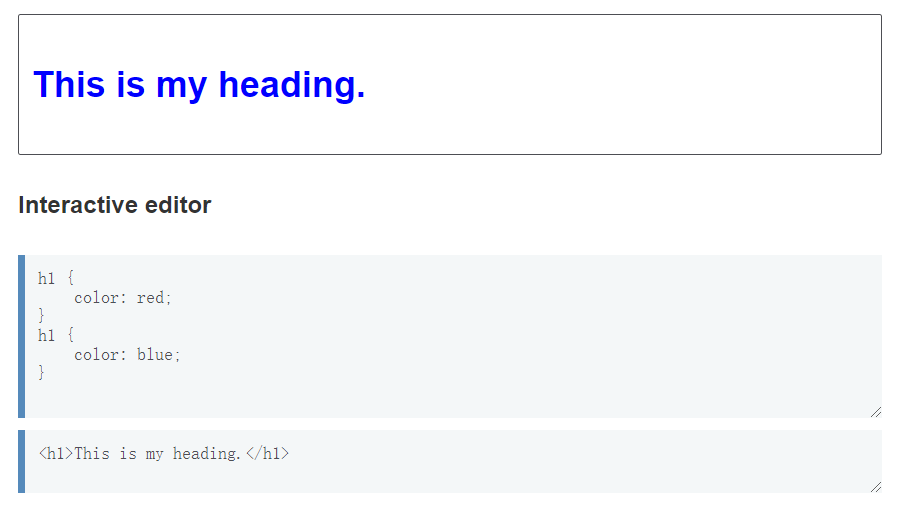 This is my heading.
Interactive editor
h1 {
    color: red;
}
h1 {
    color: blue;
}
<h1>This is my heading.</h1>